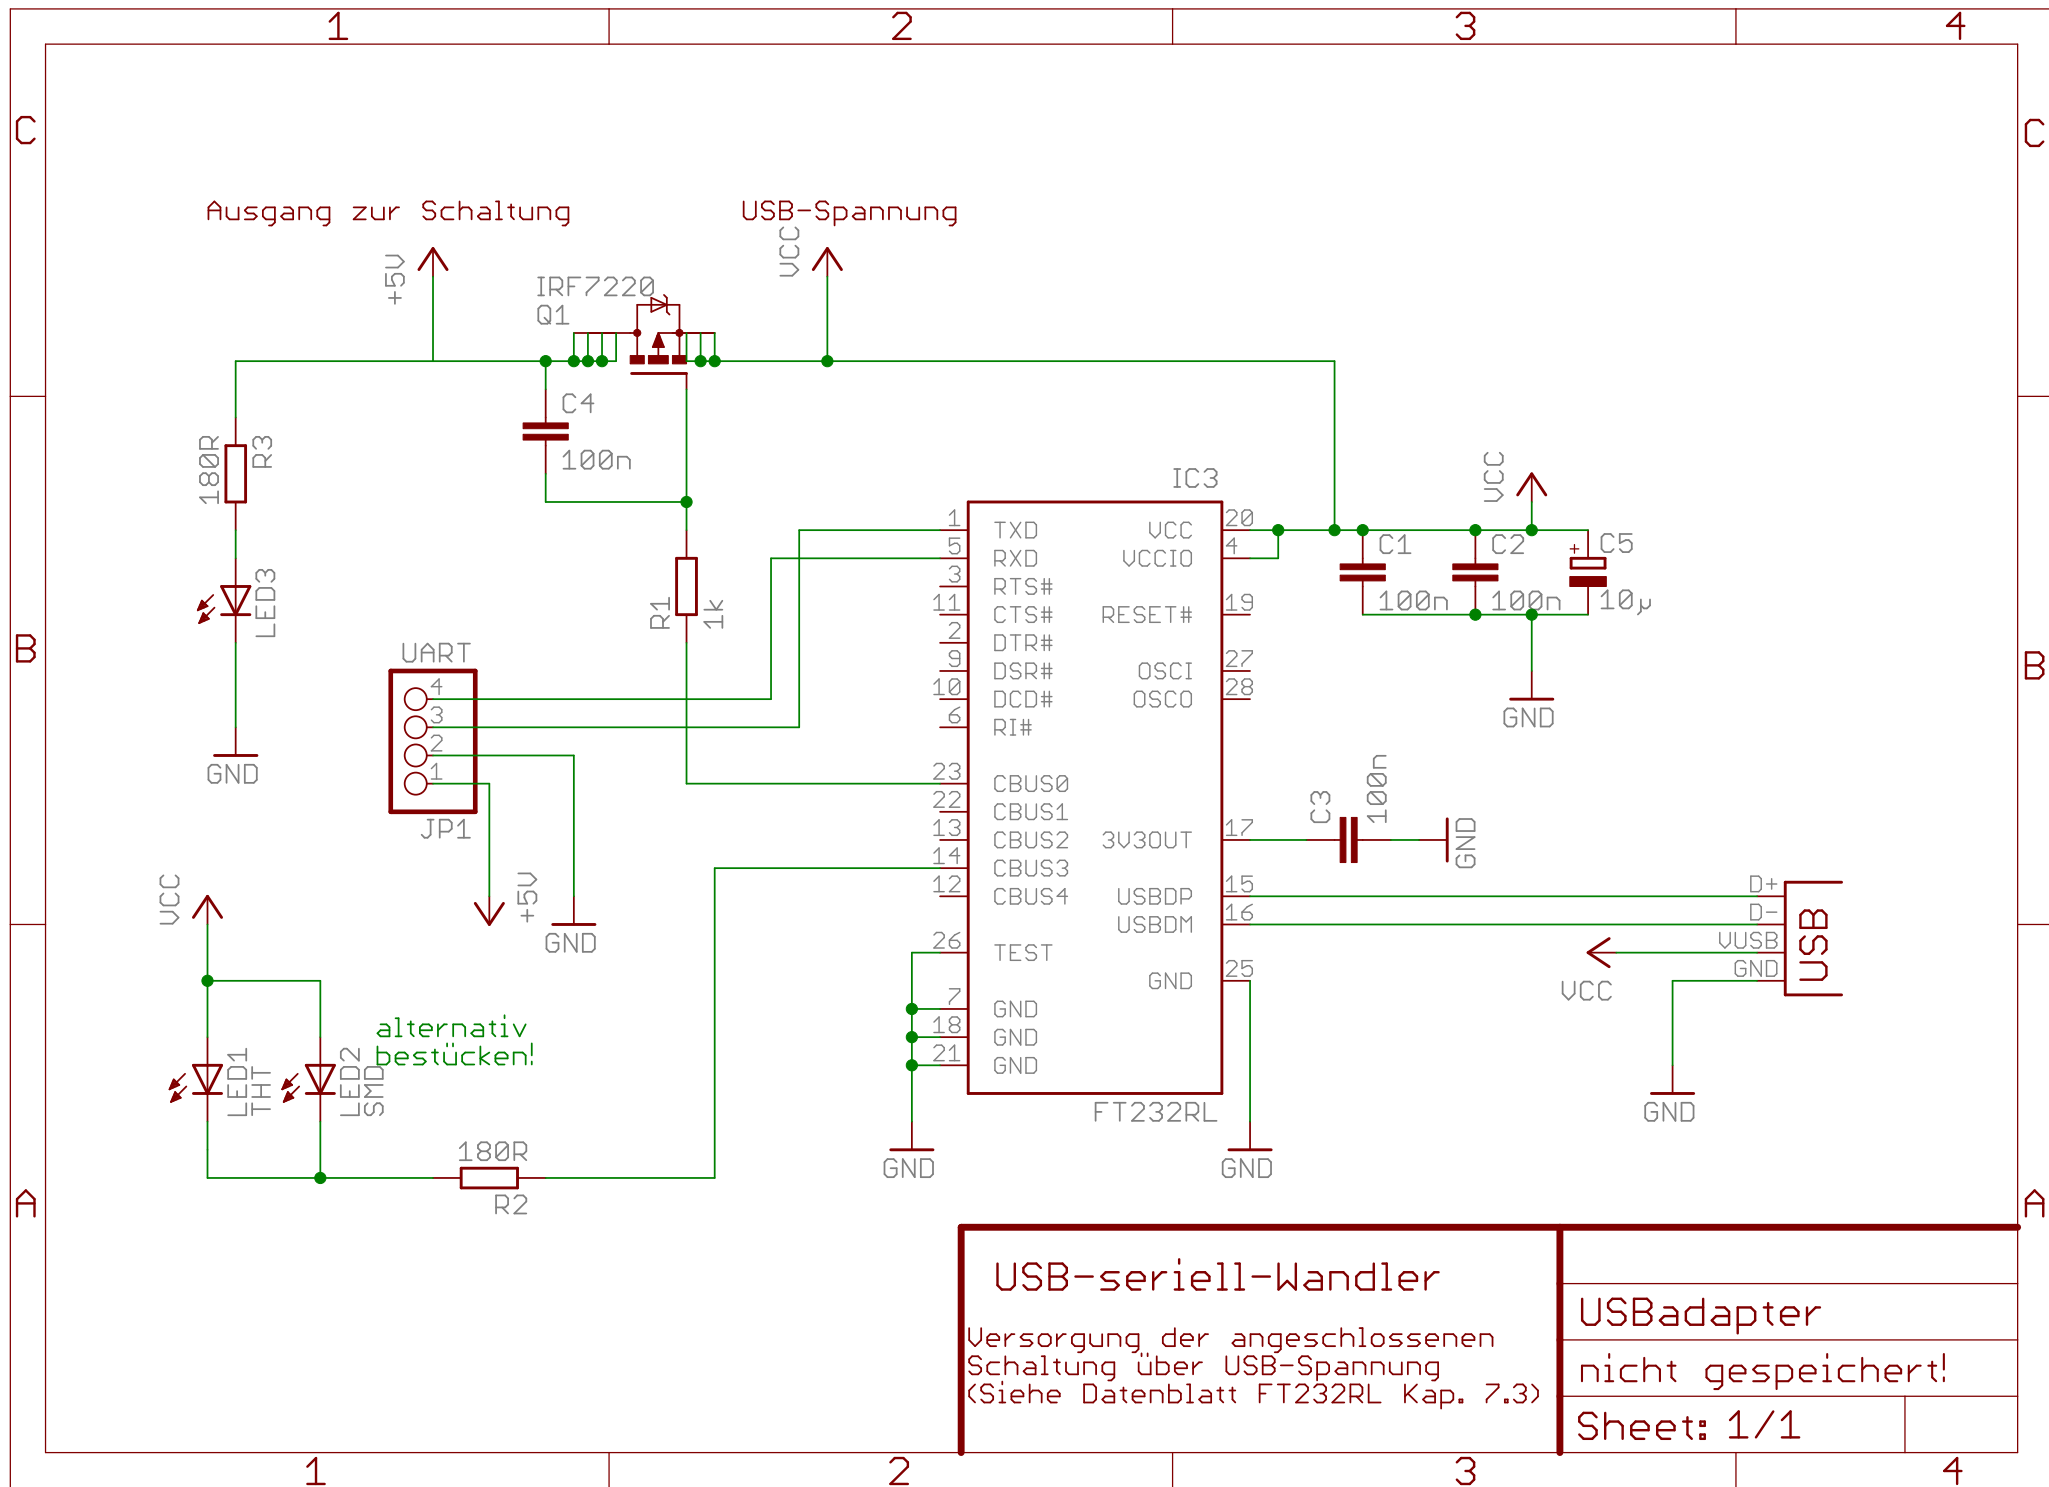 1
2
3
4
C
C
Ausgang zur Schaltung
USB-Spannung
+5V
VCC
IRF7220
Q1
C4
100n
180R
R3
LED3
GND
R1
1k
IC3
1 TXD
5 RXD
3 RTS#
11 CTS#
2 DTR#
9 DSR#
10 DCD#
6 RI#
23 CBUS0
22 CBUS1
13 CBUS2
14 CBUS3
12 CBUS4
26 TEST
7 GND
18 GND
21 GND
VCC 20
VCCIO 4
RESET# 19
OSCI 27
OSCO 28
3V3OUT 17
USBDP 15
USBDM 16
GND 25
FT232RL
GND
GND
VCC
C1
100n
C2
100n
+
C5
10µ
GND
C3
100n
GND
B
B
UART
4
3
2
1
JP1
+5V
GND
D+
D-
VUSB
GND
USB
VCC
GND
VCC
alternativ
bestücken!
LED1
THT
LED2
SMD
180R
R2
A
A
USB-seriell-Wandler
Versorgung der angeschlossenen
Schaltung über USB-Spannung
(Siehe Datenblatt FT232RL Kap. 7.3)
USBadapter
nicht gespeichert!
Sheet: 1/1
1
2
3
4